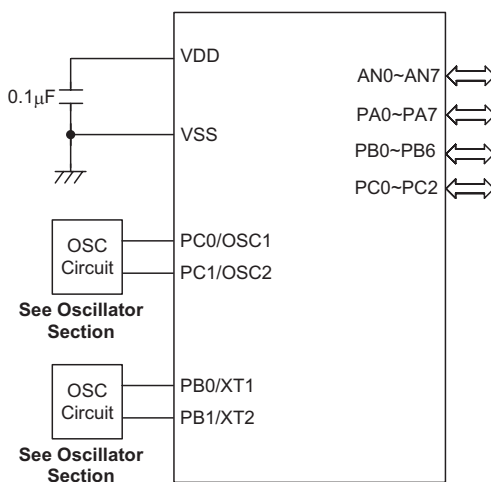 VDD
0.1μF
VSS
AN0~AN7
PA0~PA7
PB0~PB6
PC0~PC2
OSC
Circuit
PC0/OSC1
PC1/OSC2
See Oscillator
Section
OSC
Circuit
PB0/XT1
PB1/XT2
See Oscillator
Section